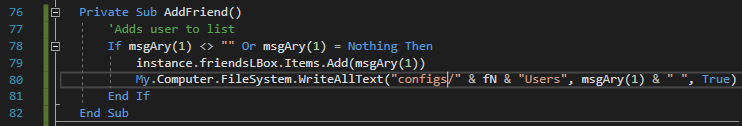 76 Private Sub AddFriend()
77 'Adds user to list
78 If msgAry(1) <> "" Or msgAry(1) = Nothing Then
79 instance.friendsLBox.Items.Add(msgAry(1))
80 My.Computer.FileSystem.WriteAllText("configs/" & fN & "Users", msgAry(1) & " ", True)
81 End If
82 End Sub